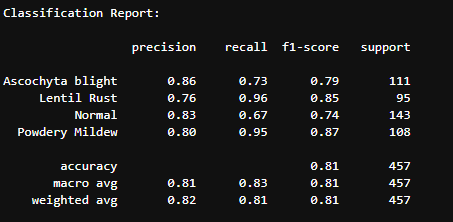 Classification Report:
precision recall f1-score support
Ascochyta blight 0.86 0.73 0.79 111
Lentil Rust 0.76 0.96 0.85 95
Normal 0.83 0.67 0.74 143
Powdery Mildew 0.80 0.95 0.87 108
accuracy 0.81 457
macro avg 0.81 0.83 0.81 457
weighted avg 0.82 0.81 0.81 457